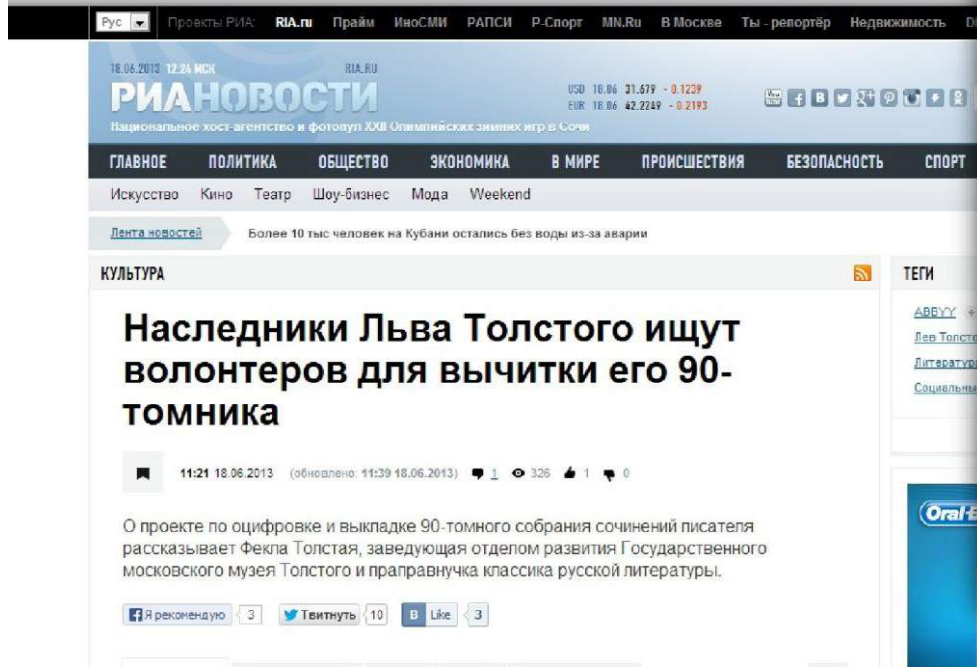 Рус Проекты РИА: RIA.ru Прайм ИноСМИ РАПСИ Р-Спорт MN.Ru В Москве Ты - репортёр Недвижимость
18.06.2013 12:24 МСК RIA.RU
РИАНОВОСТИ
USD 18.06 31.679 - 0.1239
EUR 18.06 42.2249 - 0.2193
Национальное хост-агентство и фотопул XXII Олимпийских зимних игр в Сочи
ГЛАВНОЕ ПОЛИТИКА ОБЩЕСТВО ЭКОНОМИКА В МИРЕ ПРОИСШЕСТВИЯ БЕЗОПАСНОСТЬ СПОРТ
Искусство Кино Театр Шоу-бизнес Мода Weekend
Лента новостей Более 10 тыс человек на Кубани остались без воды из-за аварии
КУЛЬТУРА ТЕГИ
Наследники Льва Толстого ищут
волонтеров для вычитки его 90-
томника
ABBYY +
Лев Толсто
Литератур
Социальны
11:21 18.06.2013 (обновлено: 11:39 18.06.2013) 1 326 1 0
О проекте по оцифровке и выкладке 90-томного собрания сочинений писателя
рассказывает Фекла Толстая, заведующая отделом развития Государственного
московского музея Толстого и праправнучка классика русской литературы.
Я рекомендую 3 Твитнуть 10 B Like 3
Oral-B